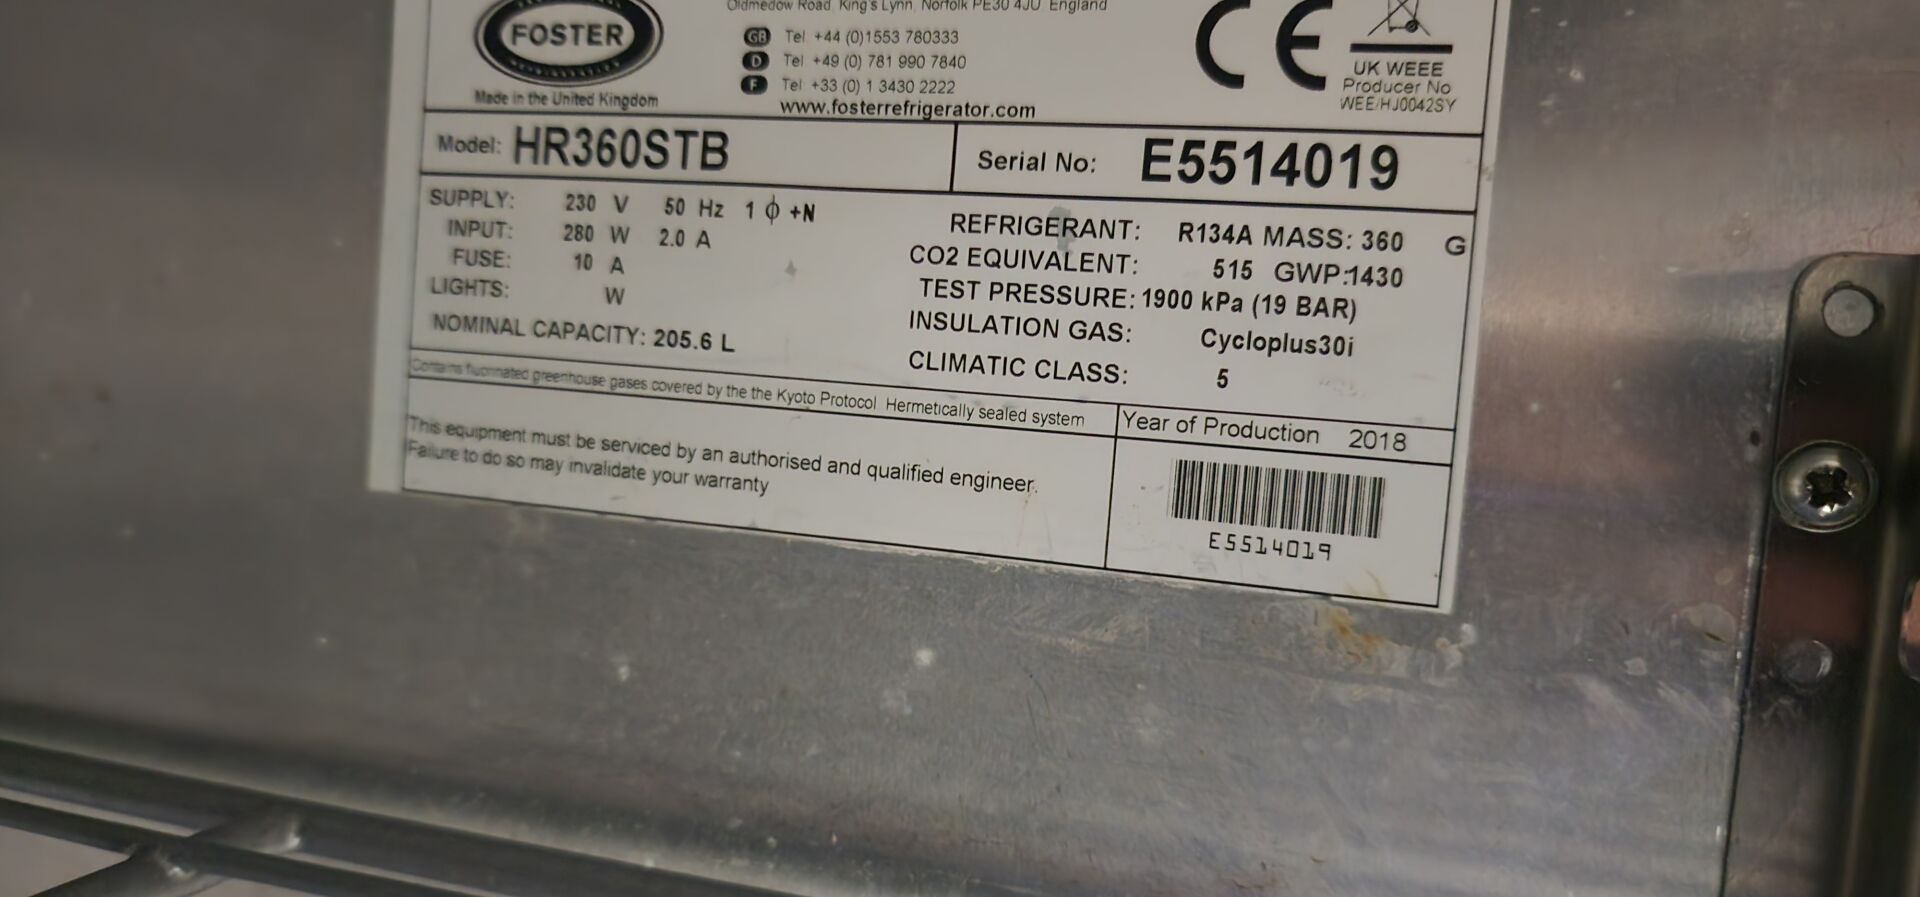 Oldmedow Road, King's Lynn, Norfolk PE30 4JU, England
FOSTER
Made in the United Kingdom
GB Tel +44 (0)1553 780333
D Tel +49 (0) 781 990 7840
F Tel +33 (0) 1 3430 2222
www.fosterrefrigerator.com
CE
UK WEEE
Producer No
WEE/HJ0042SY
Model: HR360STB
Serial No: E5514019
SUPPLY: 230 V 50 Hz 1 ϕ +N
INPUT: 280 W 2.0 A
FUSE: 10 A
LIGHTS: W
NOMINAL CAPACITY: 205.6 L
REFRIGERANT: R134A MASS: 360 G
CO2 EQUIVALENT: 515 GWP:1430
TEST PRESSURE: 1900 kPa (19 BAR)
INSULATION GAS: Cycloplus30i
CLIMATIC CLASS: 5
Contains fluorinated greenhouse gases covered by the the Kyoto Protocol Hermetically sealed system
This equipment must be serviced by an authorised and qualified engineer.
Failure to do so may invalidate your warranty
Year of Production 2018
E5514019